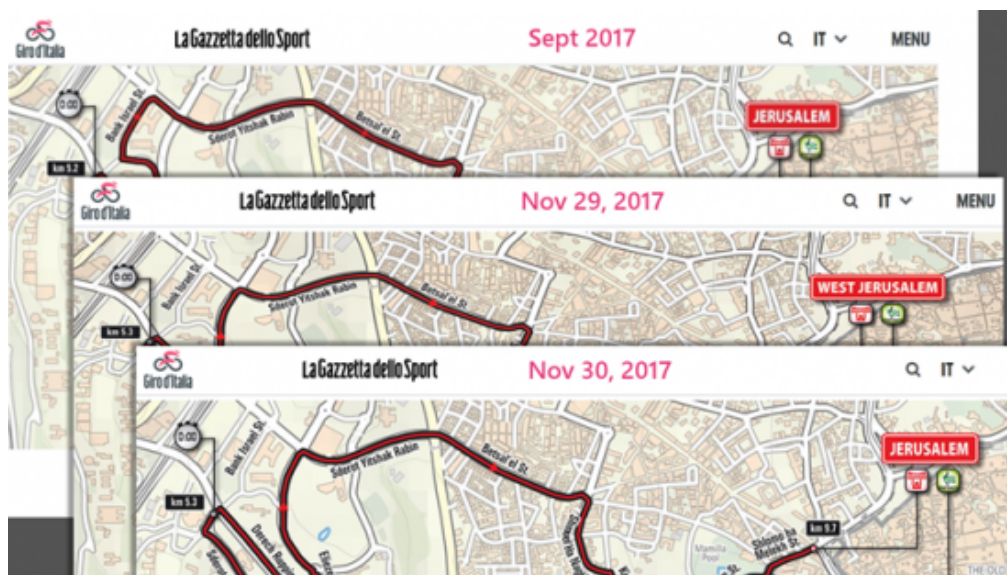 Giro d'Italia
La Gazzetta dello Sport
Sept 2017
IT
MENU
0:00
Bank Israel St.
Sderot Yitshak Rabin
Betsal'el St.
JERUSALEM
km 5.2
Giro d'Italia
La Gazzetta dello Sport
Nov 29, 2017
IT
MENU
0:00
Bank Israel St.
Sderot Yitshak Rabin
Betsal'el St.
WEST JERUSALEM
km 5.3
Giro d'Italia
La Gazzetta dello Sport
Nov 30, 2017
IT
0:00
Bank Israel St.
Sderot Yitshak Rabin
Betsal'el St.
JERUSALEM
km 5.3
km 9.7
Shlomo ha
Melekh St.
Mamilla
Pool
Derech Ruppin
THE OLD